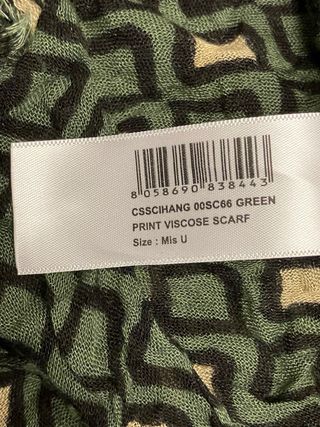 8 058690 838443
CSSCIHANG 00SC66 GREEN
PRINT VISCOSE SCARF
Size : Mis U